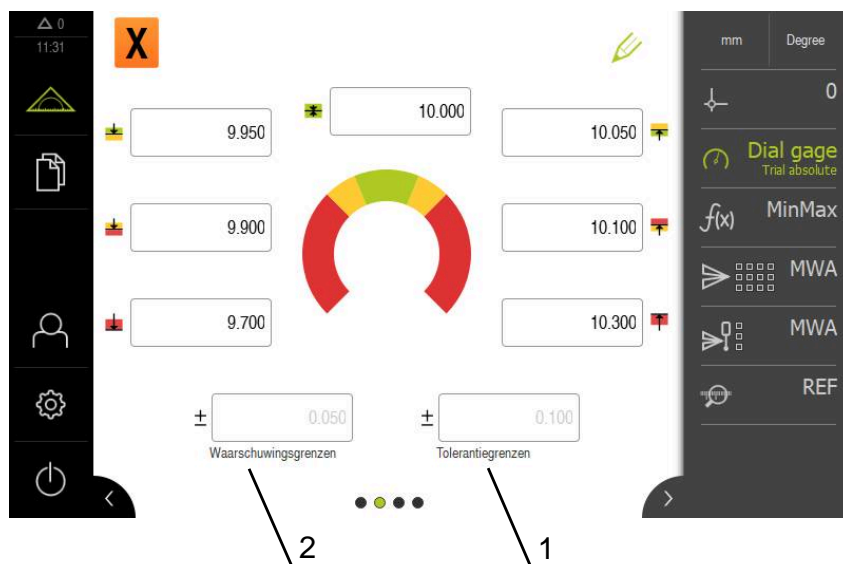 0
11:31
X
mm Degree
10.000
9.950
10.050
0
Dial gage
Trial absolute
9.900
10.100
f(x) MinMax
MWA
9.700
10.300
MWA
REF
± 0.050
± 0.100
Waarschuwingsgrenzen
Tolerantiegrenzen
2
1